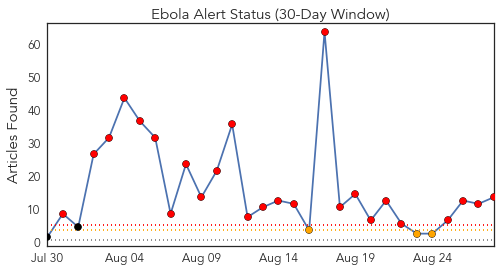 Ebola Alert Status (30-Day Window)
Articles Found
60
50
40
30
20
10
0
Jul 30
Aug 04
Aug 09
Aug 14
Aug 19
Aug 24